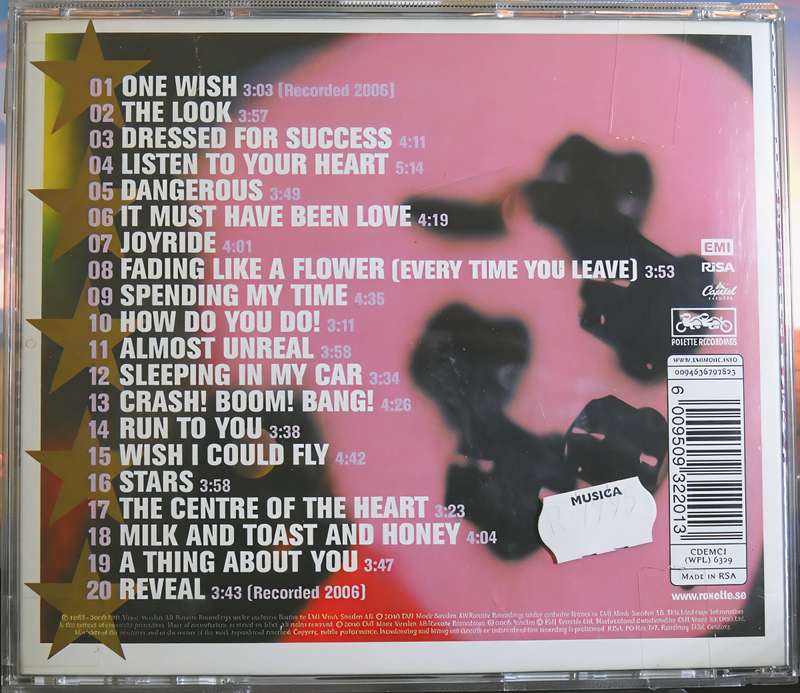 01 ONE WISH 3:03 [Recorded 2006]
02 THE LOOK 3:57
03 DRESSED FOR SUCCESS 4:11
04 LISTEN TO YOUR HEART 5:14
05 DANGEROUS 3:49
06 IT MUST HAVE BEEN LOVE 4:19
07 JOYRIDE 4:01
08 FADING LIKE A FLOWER (EVERY TIME YOU LEAVE) 3:53
09 SPENDING MY TIME 4:35
10 HOW DO YOU DO! 3:11
11 ALMOST UNREAL 3:58
12 SLEEPING IN MY CAR 3:34
13 CRASH! BOOM! BANG! 4:26
14 RUN TO YOU 3:38
15 WISH I COULD FLY 4:42
16 STARS 3:58
17 THE CENTRE OF THE HEART 3:23
18 MILK AND TOAST AND HONEY 4:04
19 A THING ABOUT YOU 3:47
20 REVEAL 3:43 [Recorded 2006]
EMI
RISA
Capitol
RECORDINGS
0094636797823
6 009509 322013
CDEMCJ
(WPL) 6329
MADE IN RSA
www.roxette.se
MUSICA